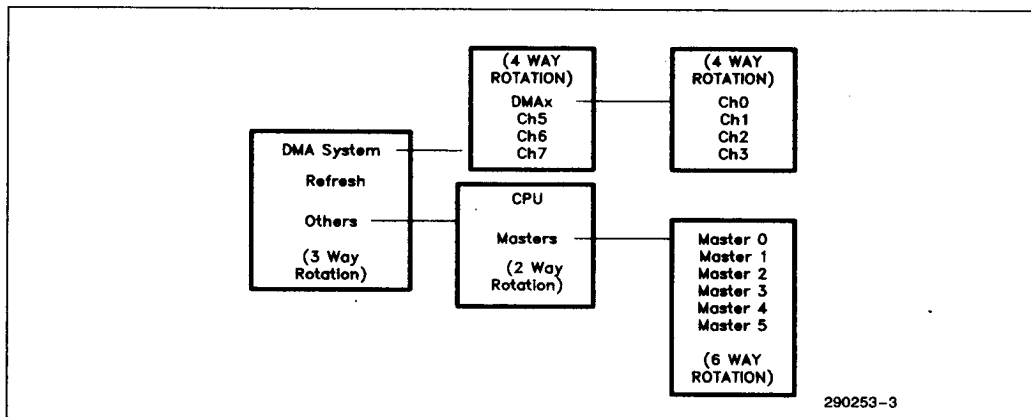 DMA System
Refresh
Others
(3 Way
Rotation)
(4 WAY
ROTATION)
DMAx
Ch5
Ch6
Ch7
(4 WAY
ROTATION)
Ch0
Ch1
Ch2
Ch3
CPU
Masters
(2 Way
Rotation)
Master 0
Master 1
Master 2
Master 3
Master 4
Master 5
(6 WAY
ROTATION)
290253-3